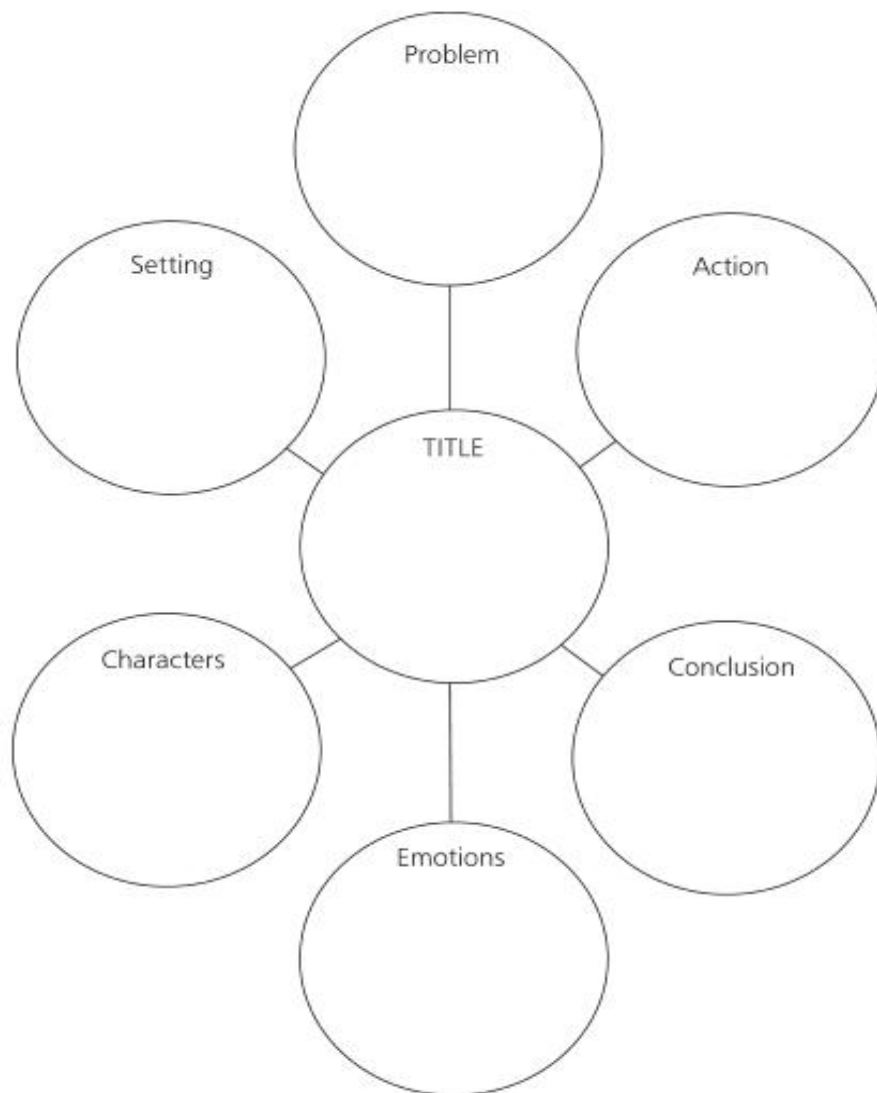 Problem
Setting
Action
TITLE
Characters
Conclusion
Emotions